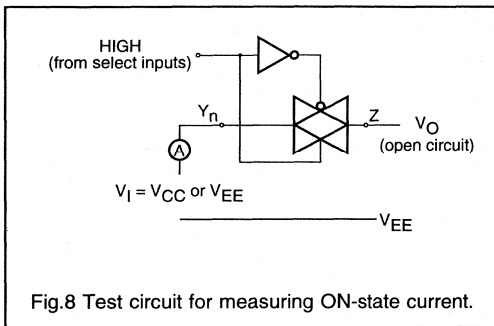 HIGH
(from select inputs)
Yn
Z
VO
(open circuit)
A
VI = VCC or VEE
VEE
Fig.8 Test circuit for measuring ON-state current.